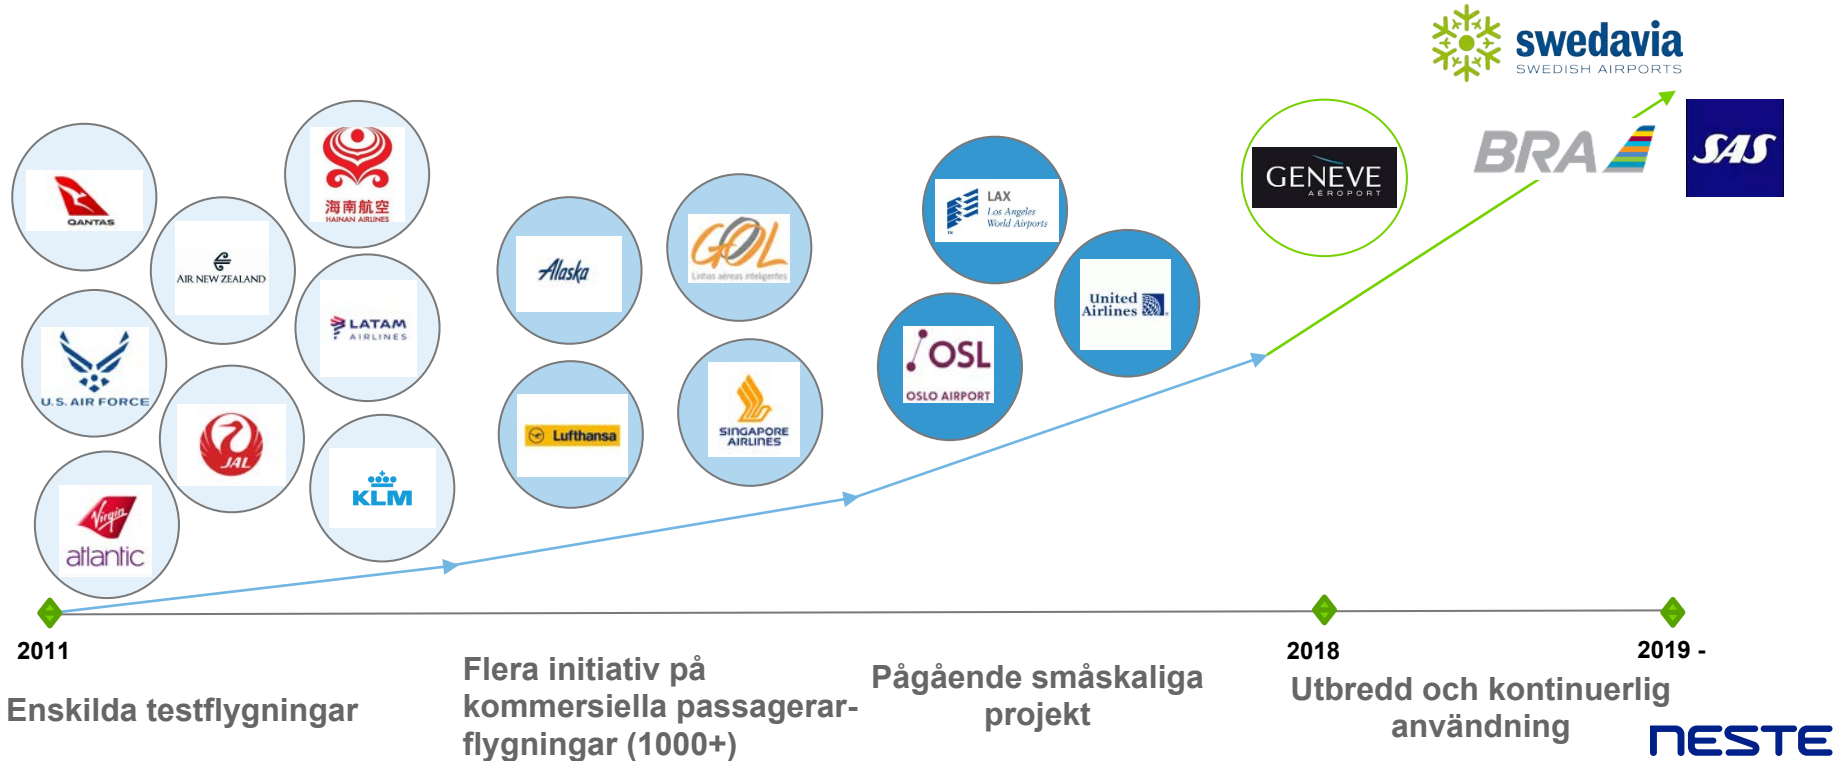 swedavia
SWEDISH AIRPORTS
QANTAS
AIR NEW ZEALAND
海南航空
HAINAN AIRLINES
U.S. AIR FORCE
LATAM
AIRLINES
JAL
Virgin
atlantic
KLM
Alaska
GOL
Linhas aéreas inteligentes
Lufthansa
SINGAPORE
AIRLINES
LAX
Los Angeles
World Airports
TM
OSL
OSLO AIRPORT
United
Airlines
GENEVE
AÉROPORT
BRA
SAS
2011
2018
2019 -
Enskilda testflygningar
Flera initiativ på
kommersiella passagerar-
flygningar (1000+)
Pågående småskaliga
projekt
Utbredd och kontinuerlig
användning
NESTE